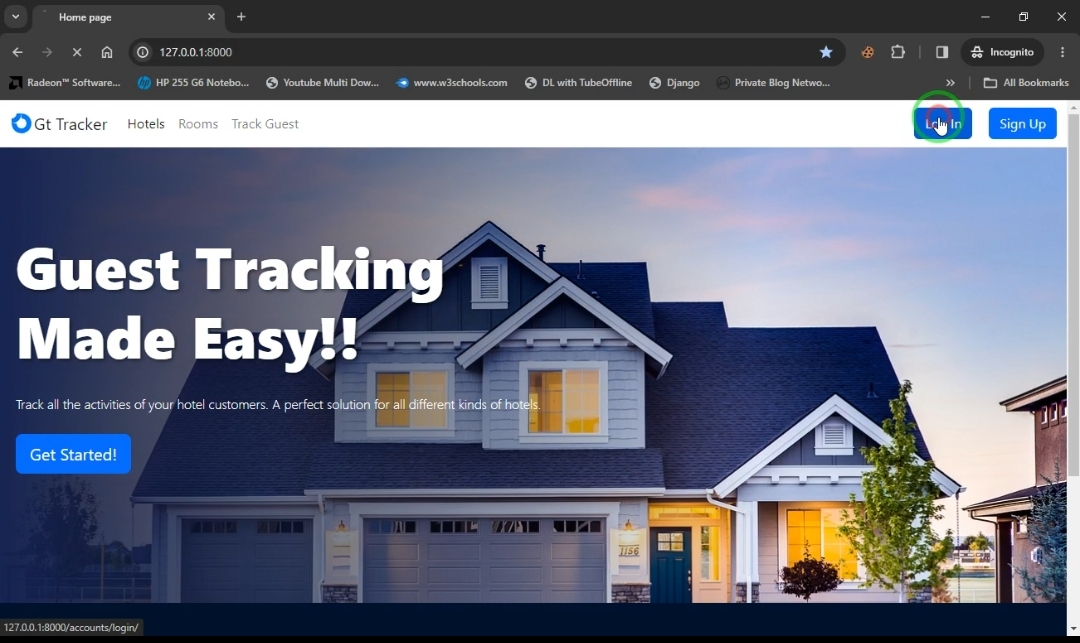 Home page
127.0.0.1:8000
Incognito
Radeon™ Software...
HP 255 G6 Notebo...
Youtube Multi Dow...
www.w3schools.com
DL with TubeOffline
Django
Private Blog Netwo...
All Bookmarks
Gt Tracker
Hotels
Rooms
Track Guest
Log In
Sign Up
Guest Tracking
Made Easy!!
Track all the activities of your hotel customers. A perfect solution for all different kinds of hotels.
Get Started!
1156
127.0.0.1:8000/accounts/login/